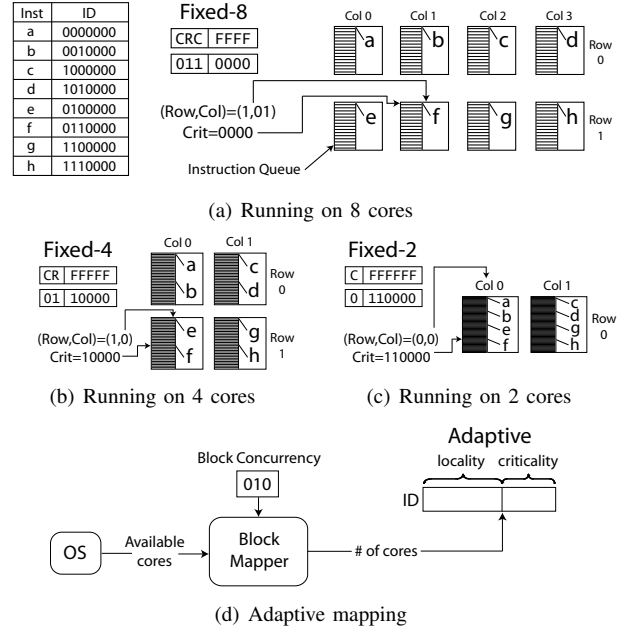 Inst ID
a 0000000
b 0010000
c 1000000
d 1010000
e 0100000
f 0110000
g 1100000
h 1110000
Fixed-8
CRC FFFF
011 0000
(Row,Col)=(1,01)
Crit=0000
Instruction Queue
Col 0 Col 1 Col 2 Col 3
a b c d Row 0
e f g h Row 1
(a) Running on 8 cores
Fixed-4
CR FFFFF
01 10000
(Row,Col)=(1,0)
Crit=10000
Col 0 Col 1
a c
b d
Row 0
e g
f h
Row 1
(b) Running on 4 cores
Fixed-2
C FFFFFF
0 110000
(Row,Col)=(0,0)
Crit=110000
Col 0 Col 1
a c
b d
e g
f h
Row 0
(c) Running on 2 cores
Adaptive
locality criticality
ID
Block Concurrency
010
OS
Available cores
Block Mapper
# of cores
(d) Adaptive mapping